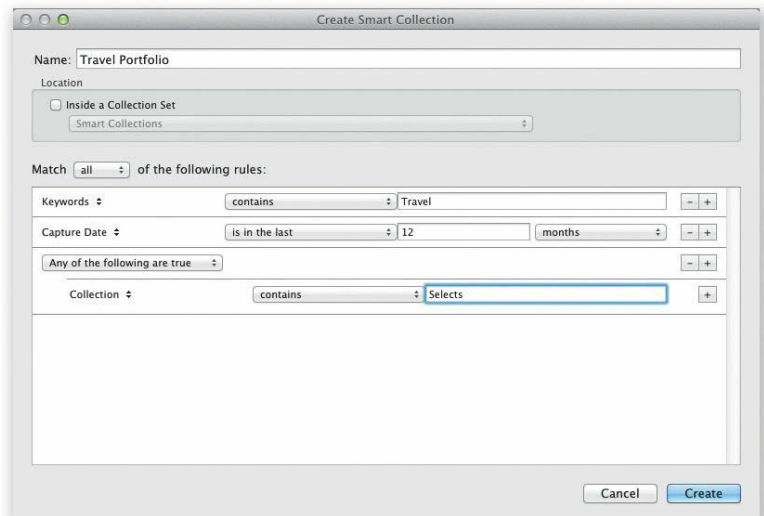 Create Smart Collection
Name: Travel Portfolio
Location
Inside a Collection Set
Smart Collections
Match all of the following rules:
Keywords contains Travel - +
Capture Date is in the last 12 months - +
Any of the following are true - +
Collection contains Selects +
Cancel Create